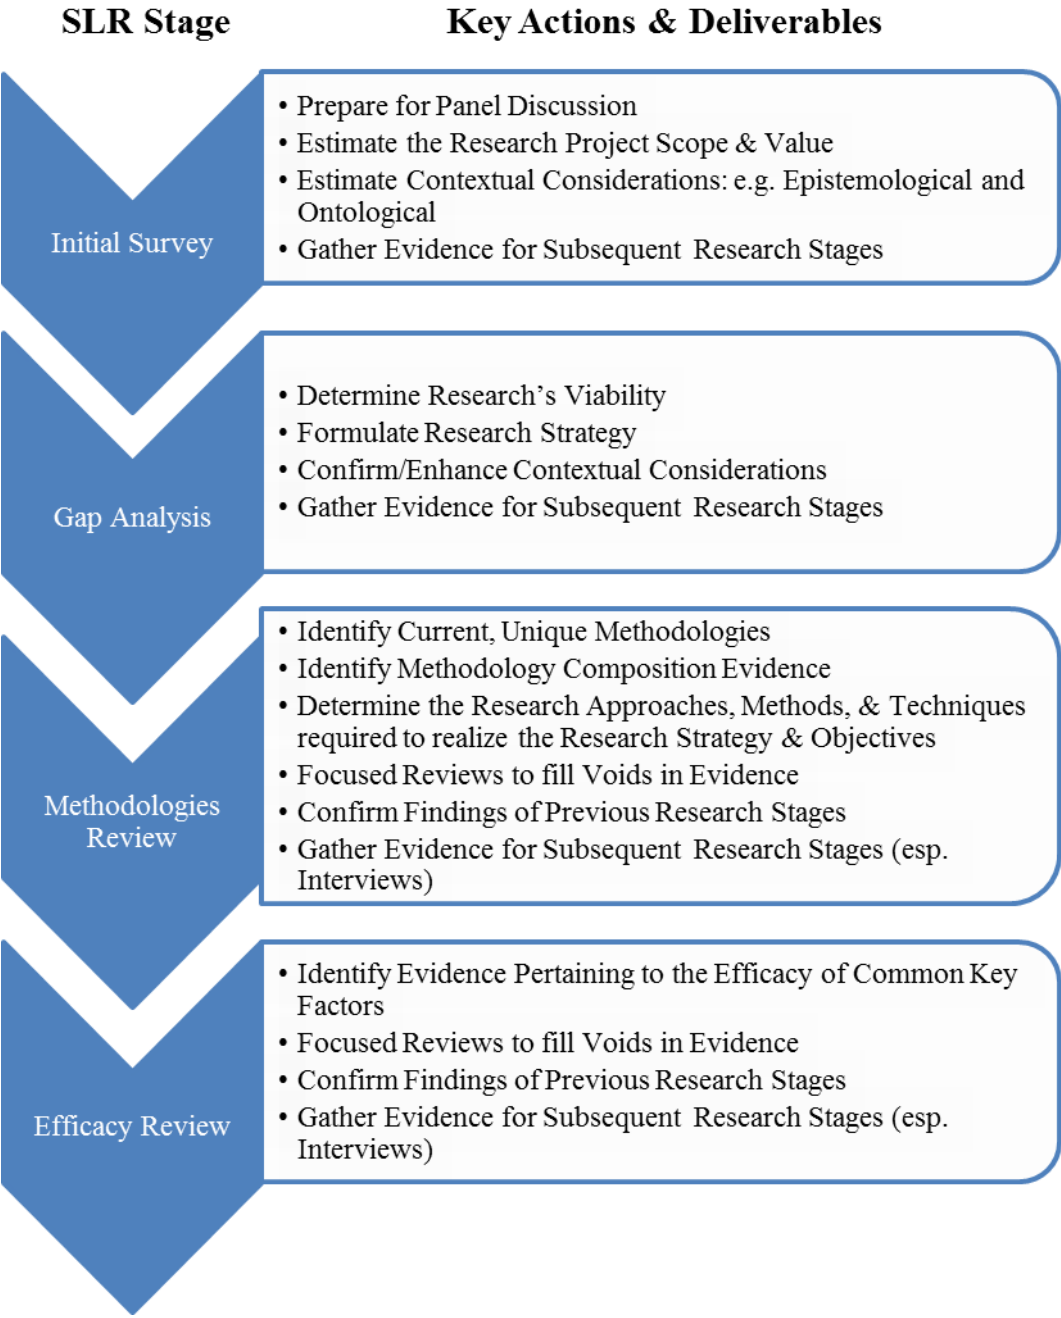 SLR Stage
Key Actions & Deliverables
Initial Survey
• Prepare for Panel Discussion
• Estimate the Research Project Scope & Value
• Estimate Contextual Considerations: e.g. Epistemological and
Ontological
• Gather Evidence for Subsequent Research Stages
Gap Analysis
• Determine Research’s Viability
• Formulate Research Strategy
• Confirm/Enhance Contextual Considerations
• Gather Evidence for Subsequent Research Stages
Methodologies
Review
• Identify Current, Unique Methodologies
• Identify Methodology Composition Evidence
• Determine the Research Approaches, Methods, & Techniques
required to realize the Research Strategy & Objectives
• Focused Reviews to fill Voids in Evidence
• Confirm Findings of Previous Research Stages
• Gather Evidence for Subsequent Research Stages (esp.
Interviews)
Efficacy Review
• Identify Evidence Pertaining to the Efficacy of Common Key
Factors
• Focused Reviews to fill Voids in Evidence
• Confirm Findings of Previous Research Stages
• Gather Evidence for Subsequent Research Stages (esp.
Interviews)